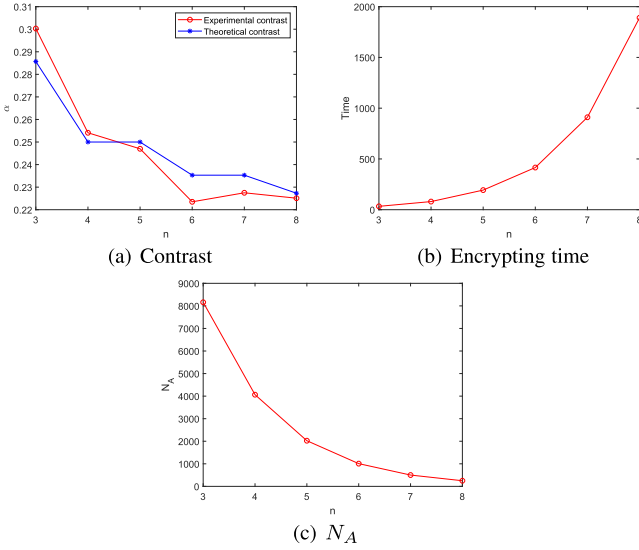 0.31
0.3
0.29
0.28
0.27
0.26
0.25
0.24
0.23
0.22
α
3 4 5 6 7 8
n
Experimental contrast
Theoretical contrast
(a) Contrast
2000
1500
1000
500
0
Time
3 4 5 6 7 8
n
(b) Encrypting time
9000
8000
7000
6000
5000
4000
3000
2000
1000
0
N_A
3 4 5 6 7 8
n
(c) N_A